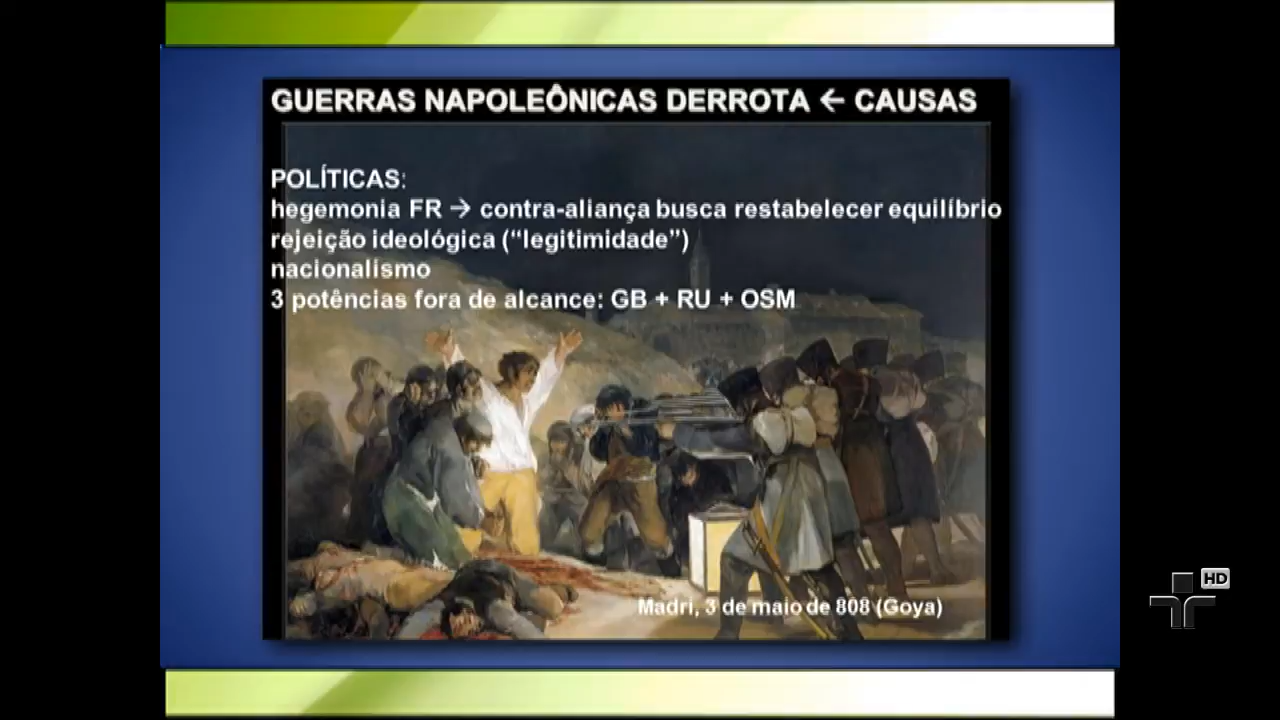 GUERRAS NAPOLEÔNICAS DERROTA ← CAUSAS
POLÍTICAS:
hegemonia FR → contra-aliança busca restabelecer equilíbrio
rejeição ideológica (“legitimidade”)
nacionalismo
3 potências fora de alcance: GB + RU + OSM
Madri, 3 de maio de 808 (Goya)
HD